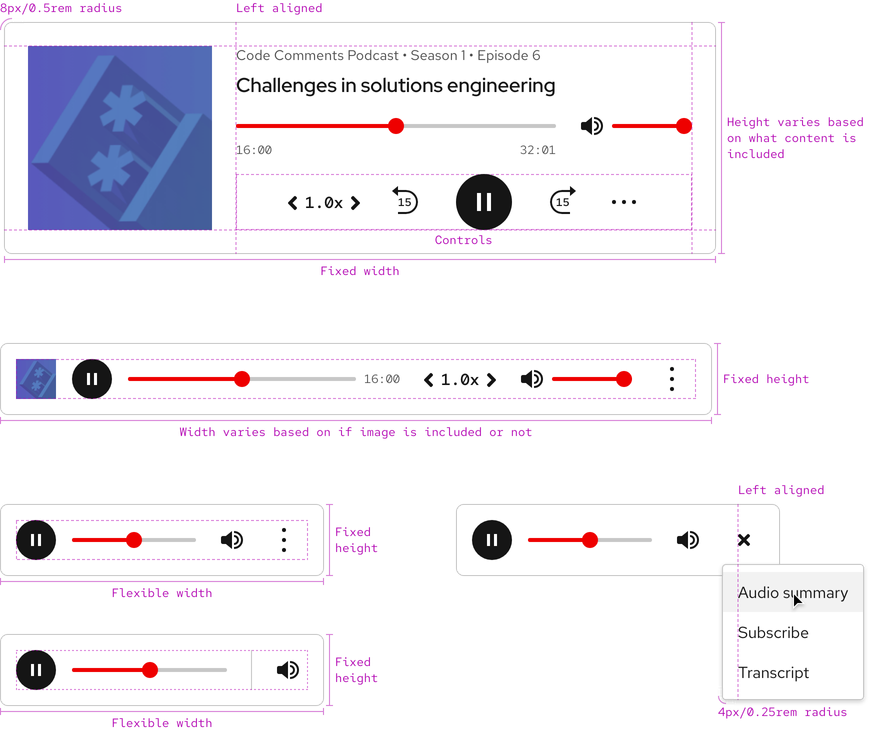 8px/0.5rem radius
Left aligned
Code Comments Podcast • Season 1 • Episode 6
Challenges in solutions engineering
16:00
32:01
1.0x
15
15
Controls
Height varies based
on what content is
included
Fixed width
16:00
1.0x
Fixed height
Width varies based on if image is included or not
Fixed
height
Flexible width
Left aligned
Audio summary
Subscribe
Transcript
4px/0.25rem radius
Fixed
height
Flexible width